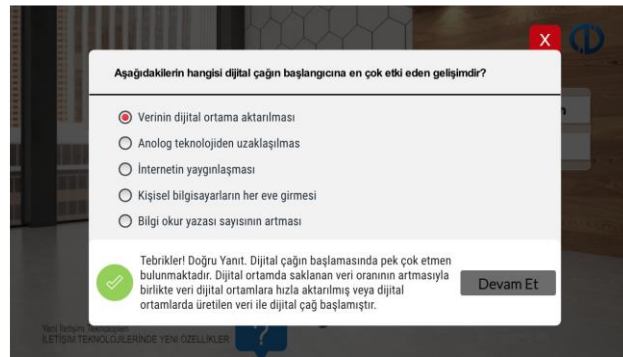 X
Aşağıdakilerin hangisi dijital çağın başlangıcına en çok etki eden gelişimdir?
Verinin dijital ortama aktarılması
Anolog teknolojiden uzaklaşılmas
İnternetin yaygınlaşması
Kişisel bilgisayarların her eve girmesi
Bilgi okur yazası sayısının artması
Tebrikler! Doğru Yanıt. Dijital çağın başlamasında pek çok etmen
bulunmaktadır. Dijital ortamda saklanan veri oranının artmasıyla
birlikte veri dijital ortamlara hızla aktarılmış veya dijital
ortamlarda üretilen veri ile dijital çağ başlamıştır.
Devam Et
Yeni İletişim Teknolojileri
İLETİŞİM TEKNOLOJİLERİNDE YENİ ÖZELLİKLER
?